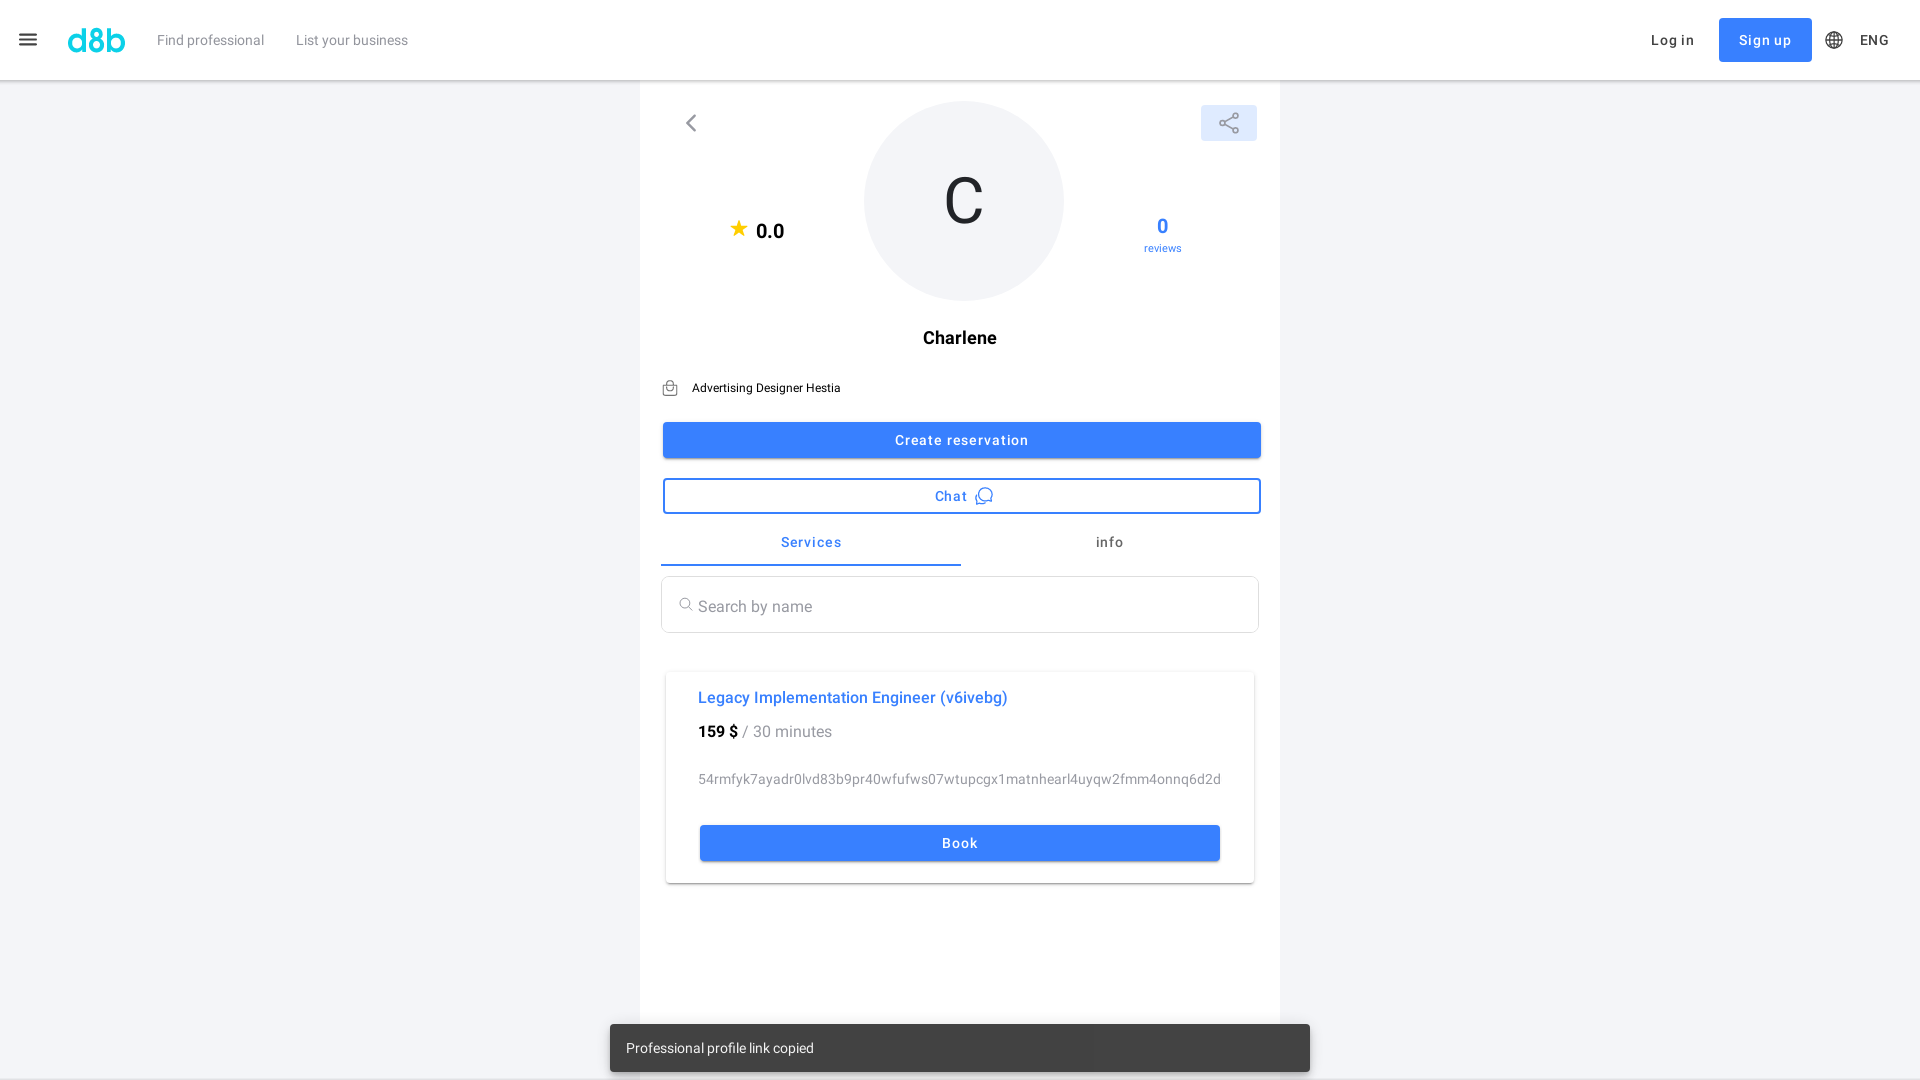 d8b
Find professional
List your business
Log in
Sign up
ENG
C
0.0
0
reviews
Charlene
Advertising Designer Hestia
Create reservation
Chat
Services
info
Search by name
Legacy Implementation Engineer (v6ivebg)
159 $ / 30 minutes
54rmfyk7ayadr0lvd83b9pr40wfufws07wtupcgx1matnhearl4uyqw2fmm4onnq6d2d
Book
Professional profile link copied